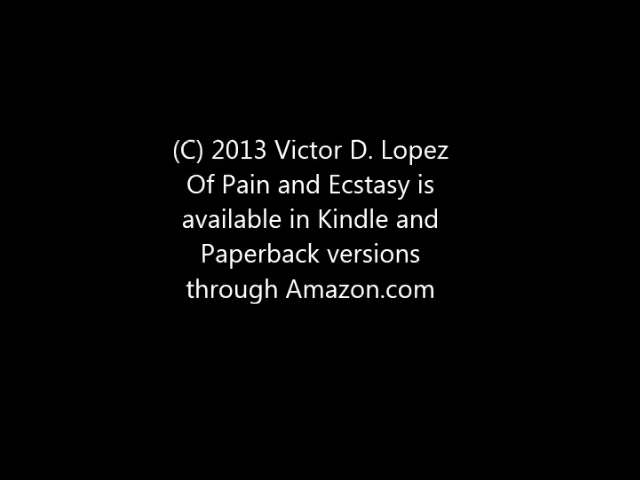 (C) 2013 Victor D. Lopez
Of Pain and Ecstasy is
available in Kindle and
Paperback versions
through Amazon.com